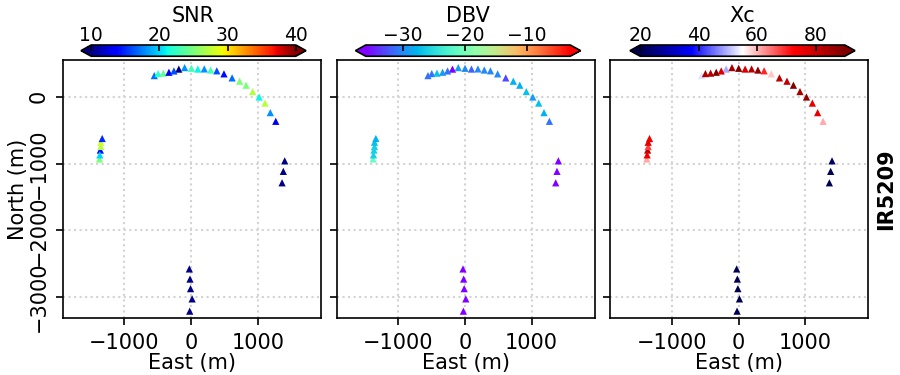 SNR
10 20 30 40
DBV
−30 −20 −10
Xc
20 40 60 80
North (m)
0
−1000
−2000
−3000
−1000 0 1000
East (m)
−1000 0 1000
East (m)
−1000 0 1000
East (m)
IR5209